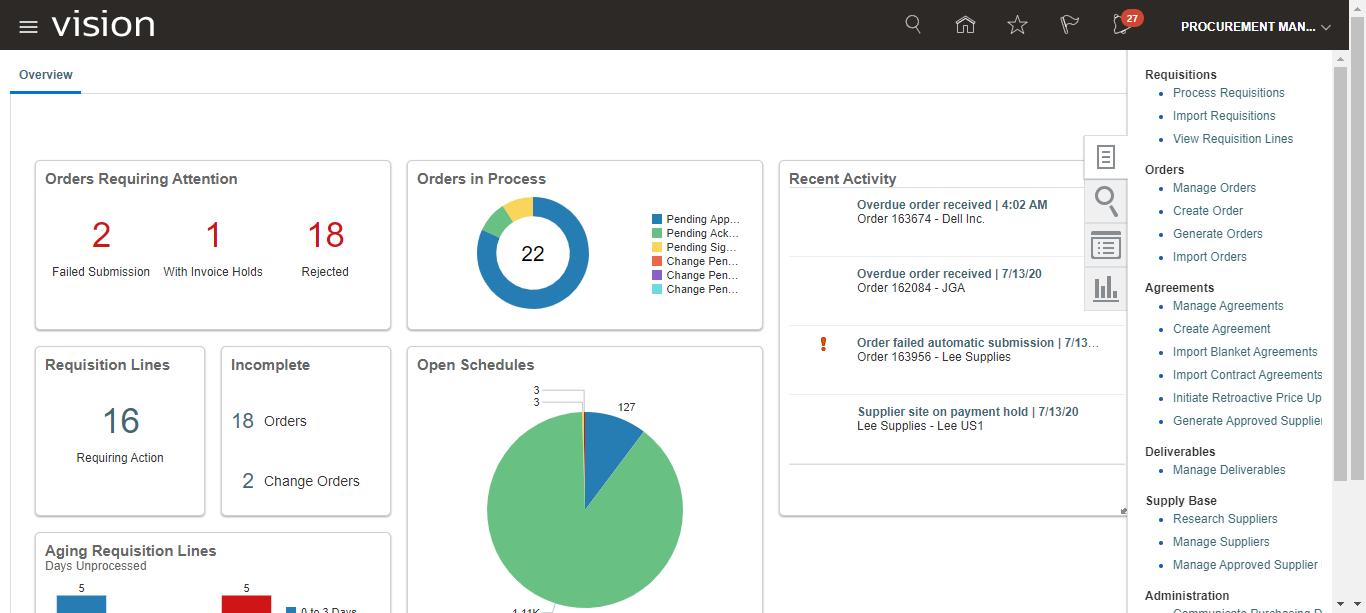 vision
27
PROCUREMENT MAN...
Overview
Orders Requiring Attention
2
1
18
Failed Submission
With Invoice Holds
Rejected
Orders in Process
22
Pending App...
Pending Ack...
Pending Sig...
Change Pen...
Change Pen...
Change Pen...
Recent Activity
Overdue order received | 4:02 AM
Order 163674 - Dell Inc.
Overdue order received | 7/13/20
Order 162084 - JGA
Order failed automatic submission | 7/13...
Order 163956 - Lee Supplies
Supplier site on payment hold | 7/13/20
Lee Supplies - Lee US1
Requisition Lines
16
Requiring Action
Incomplete
18 Orders
2 Change Orders
Open Schedules
3
3
127
1.11K
Aging Requisition Lines
Days Unprocessed
5
5
0 to 3 Days
Requisitions
Process Requisitions
Import Requisitions
View Requisition Lines
Orders
Manage Orders
Create Order
Generate Orders
Import Orders
Agreements
Manage Agreements
Create Agreement
Import Blanket Agreements
Import Contract Agreements
Initiate Retroactive Price Up
Generate Approved Supplier
Deliverables
Manage Deliverables
Supply Base
Research Suppliers
Manage Suppliers
Manage Approved Supplier
Administration
Communicate Purchasing D